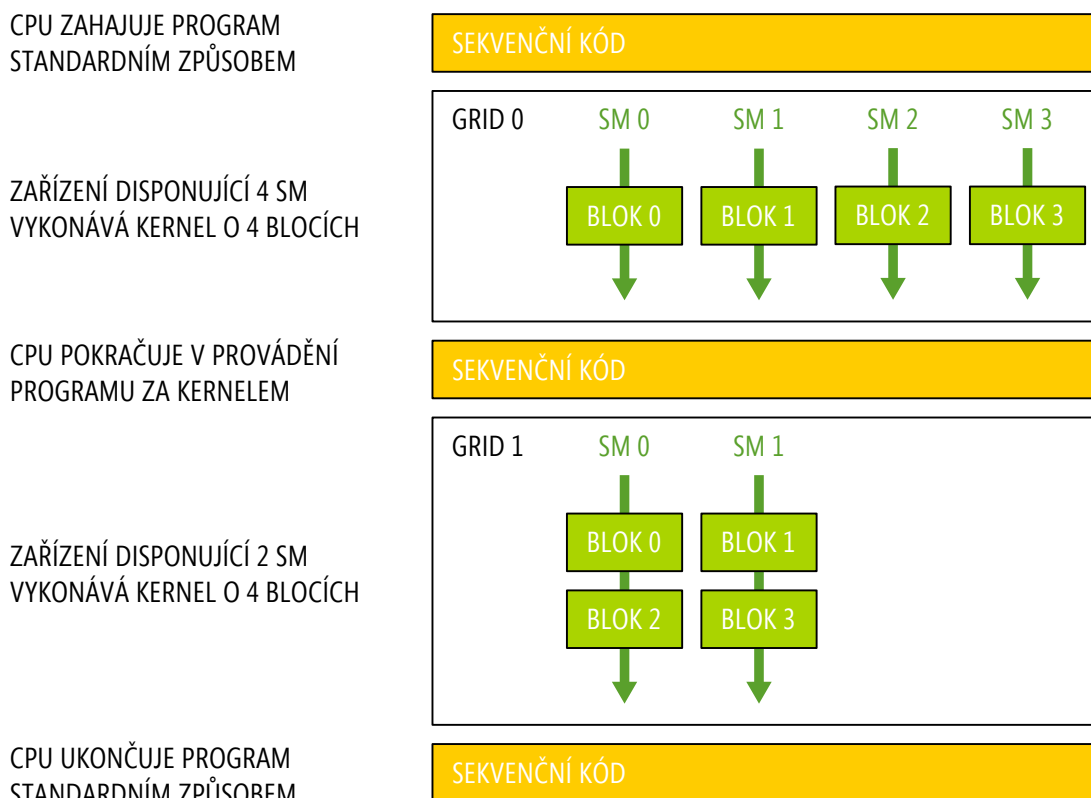 CPU ZAHAJUJE PROGRAM
STANDARDNÍM ZPŮSOBEM
SEKVENČNÍ KÓD
GRID 0 SM 0 SM 1 SM 2 SM 3
ZAŘÍZENÍ DISPONUJÍCÍ 4 SM
VYKONÁVÁ KERNEL O 4 BLOCÍCH
BLOK 0 BLOK 1 BLOK 2 BLOK 3
CPU POKRAČUJE V PROVÁDĚNÍ
PROGRAMU ZA KERNELEM
SEKVENČNÍ KÓD
GRID 1 SM 0 SM 1
ZAŘÍZENÍ DISPONUJÍCÍ 2 SM
VYKONÁVÁ KERNEL O 4 BLOCÍCH
BLOK 0 BLOK 1
BLOK 2 BLOK 3
CPU UKONČUJE PROGRAM
STANDARDNÍM ZPŮSOBEM
SEKVENČNÍ KÓD